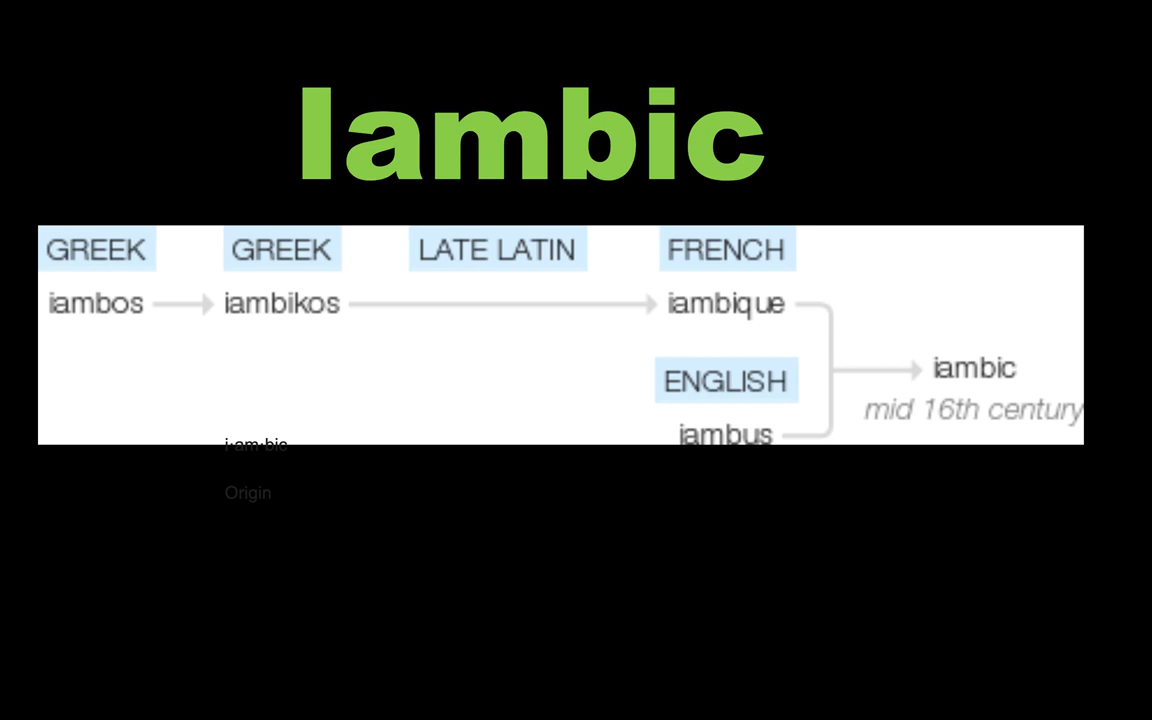 Iambic
GREEK GREEK LATE LATIN FRENCH
iambos iambikos iambique
iambic
ENGLISH
mid 16th century
iambus
i·am·bic
Origin